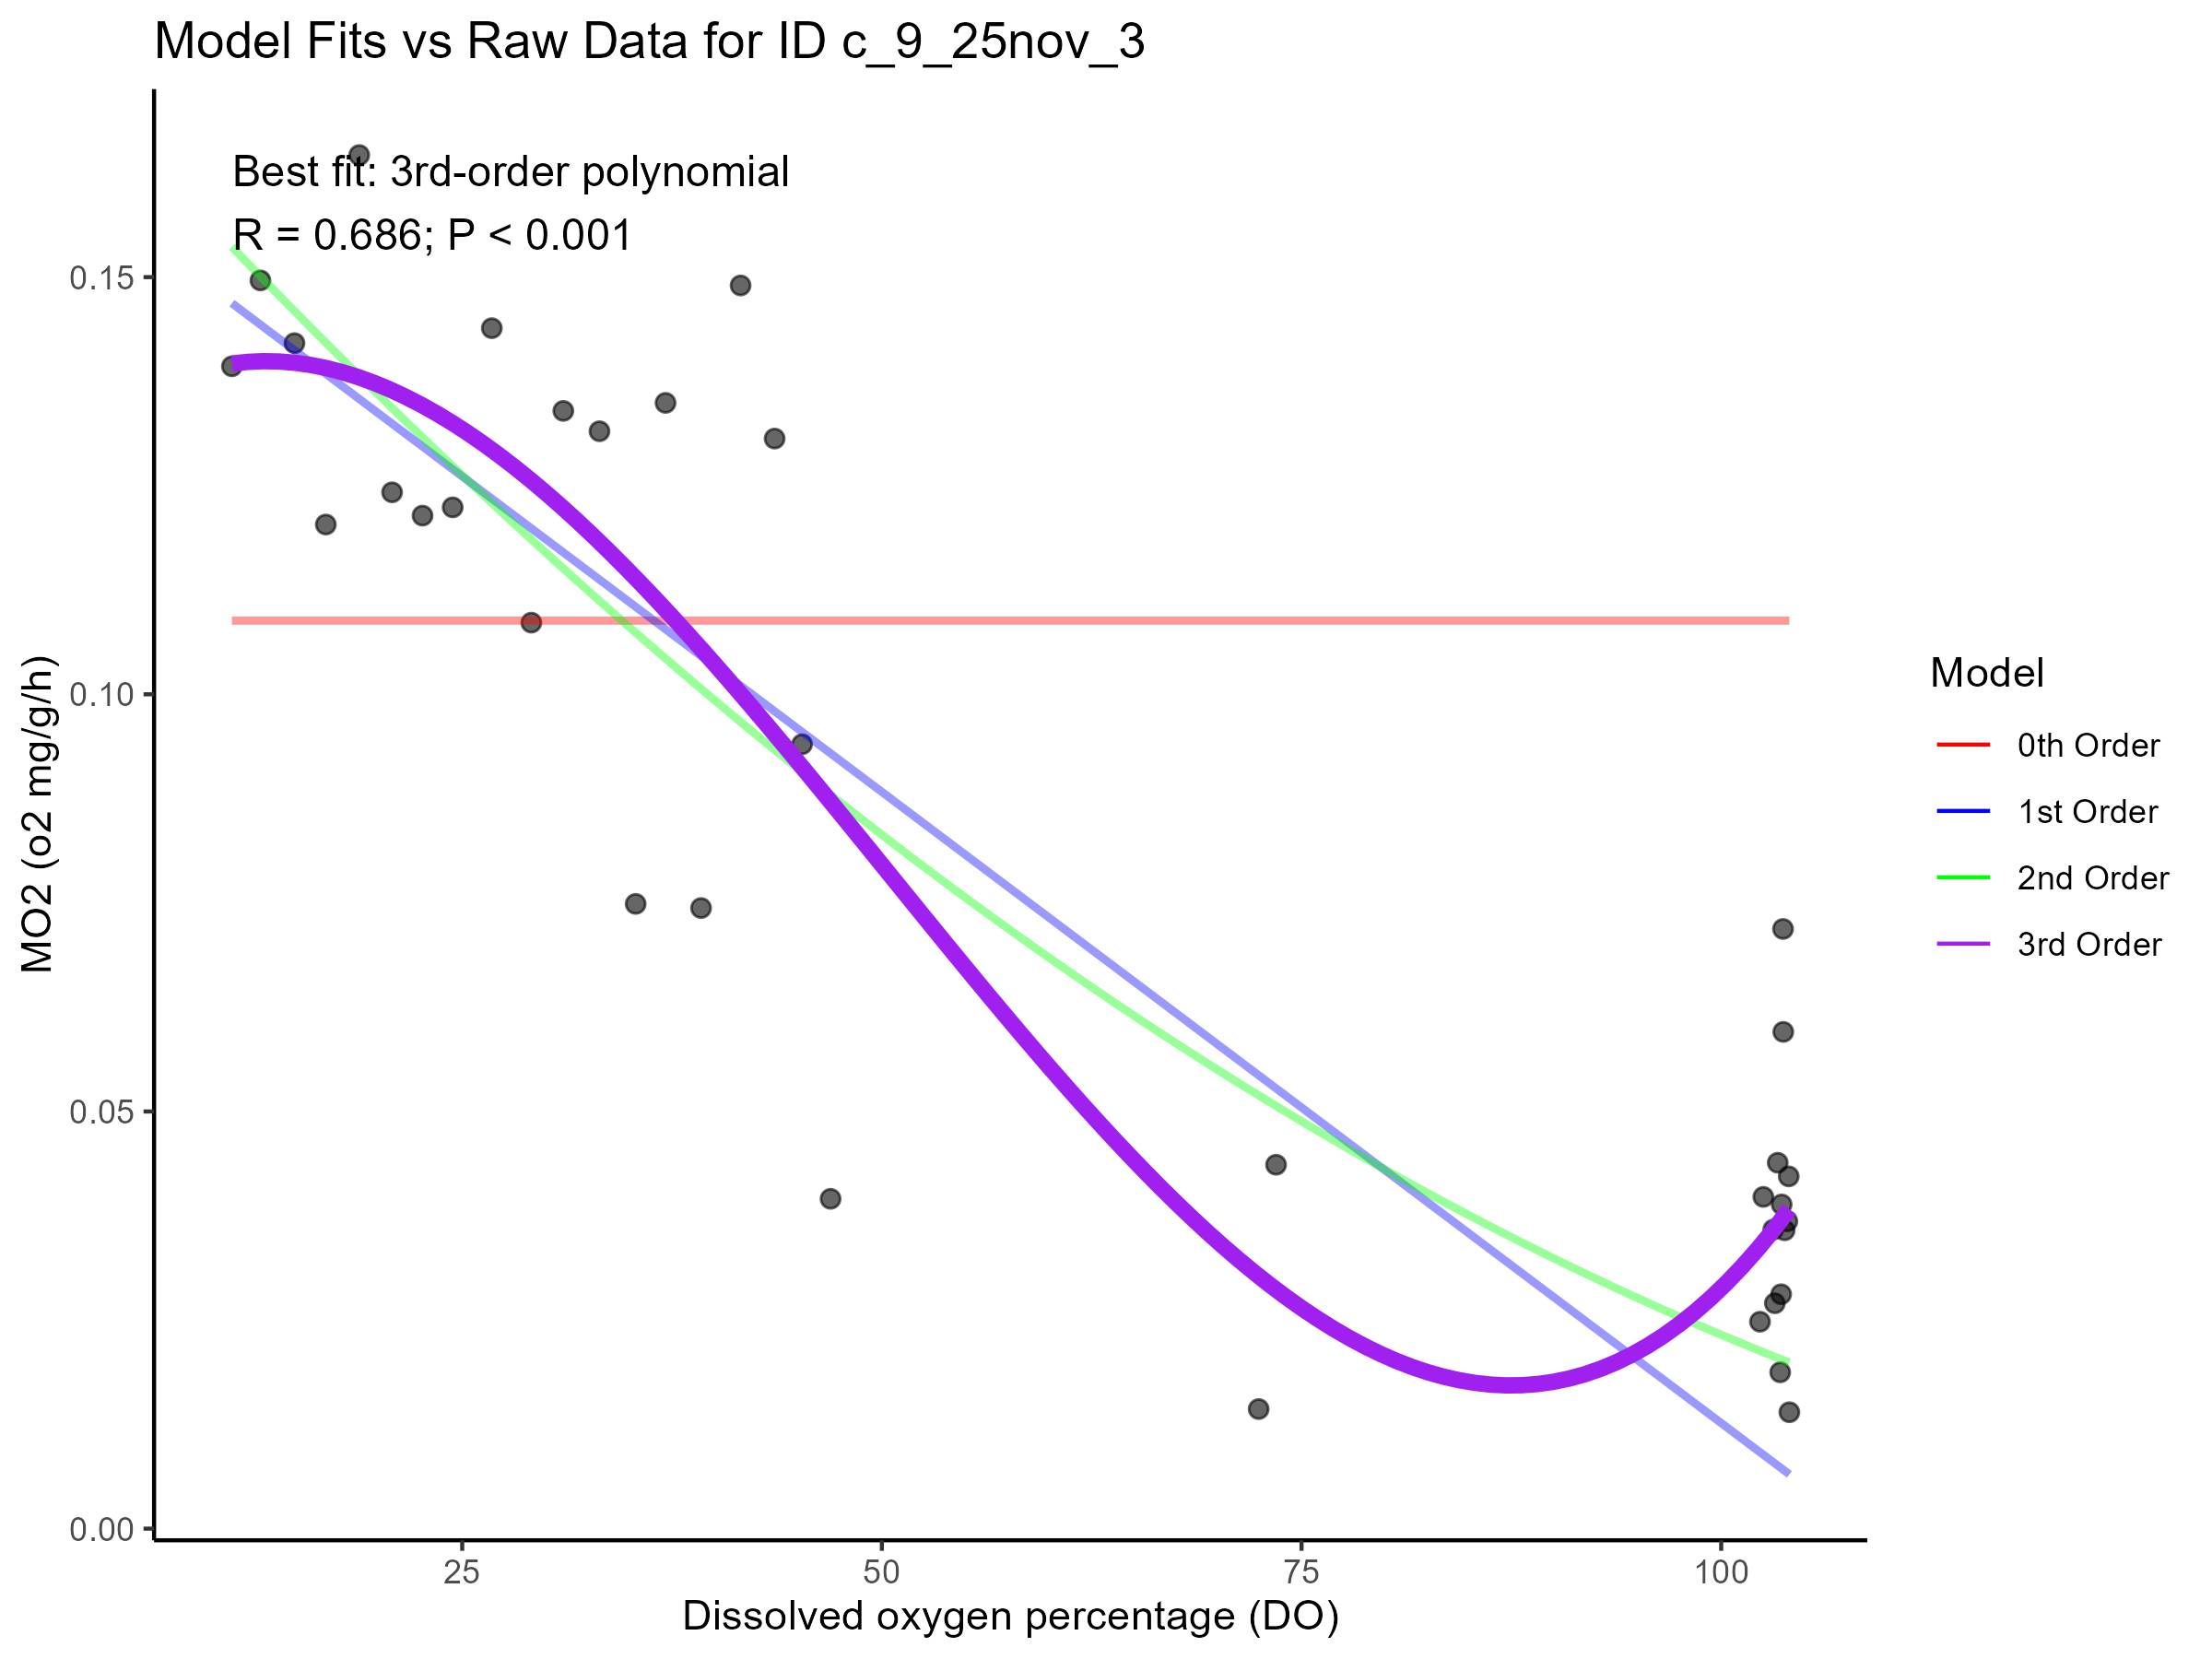 Model Fits vs Raw Data for ID c_9_25nov_3
Best fit: 3rd-order polynomial
R = 0.686; P < 0.001
0.15
0.10
0.05
0.00
MO2 (o2 mg/g/h)
25
50
75
100
Dissolved oxygen percentage (DO)
Model
0th Order
1st Order
2nd Order
3rd Order